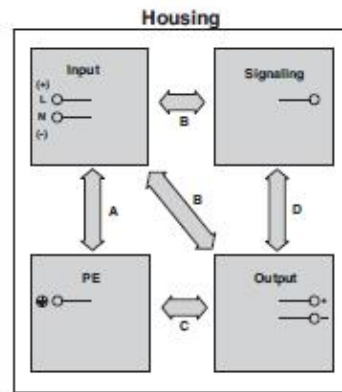 Housing
Input
(+)
L
N
(–)
Signaling
B
A
B
D
PE
C
Output
+
–